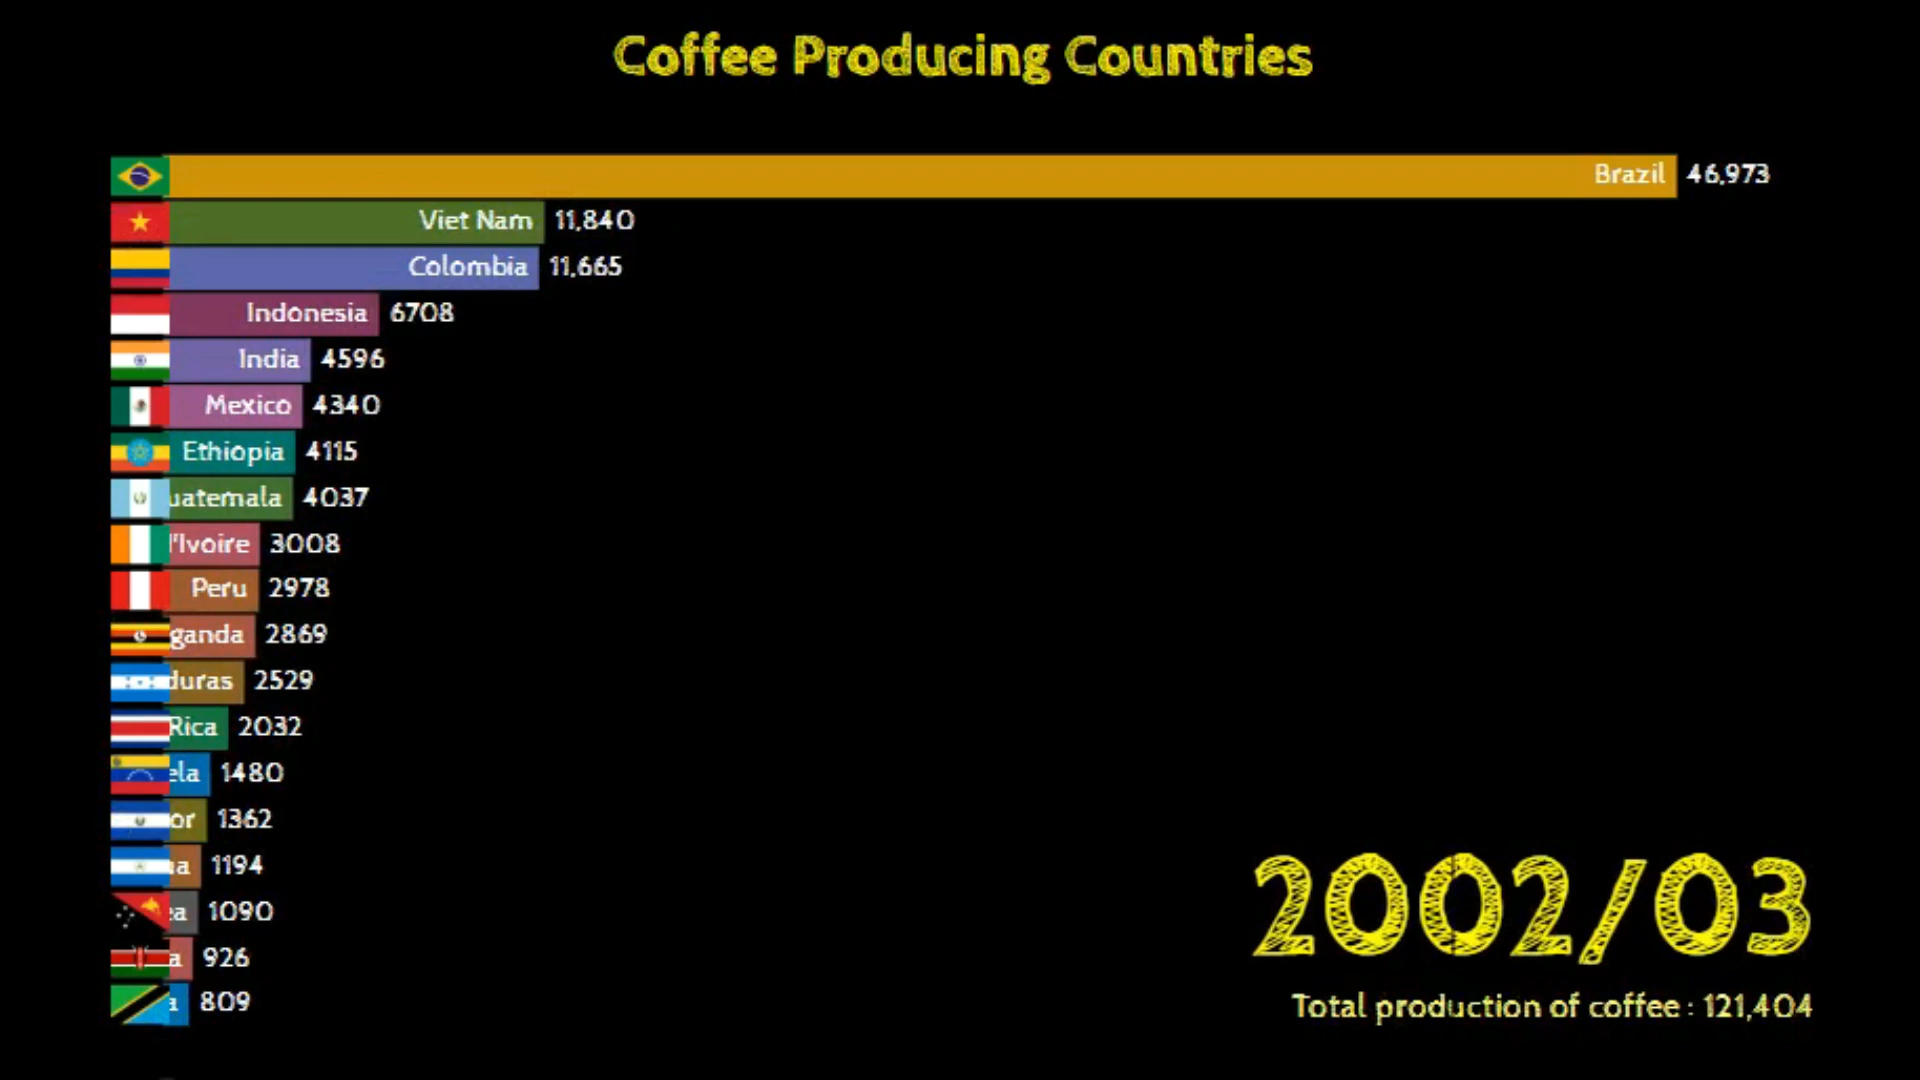 Coffee Producing Countries
Brazil 46,973
Viet Nam 11,840
Colombia 11,665
Indonesia 6708
India 4596
Mexico 4340
Ethiopia 4115
uatemala 4037
'Ivoire 3008
Peru 2978
ganda 2869
duras 2529
Rica 2032
ela 1480
or 1362
ua 1194
ea 1090
a 926
a 809
2002/03
Total production of coffee : 121,404